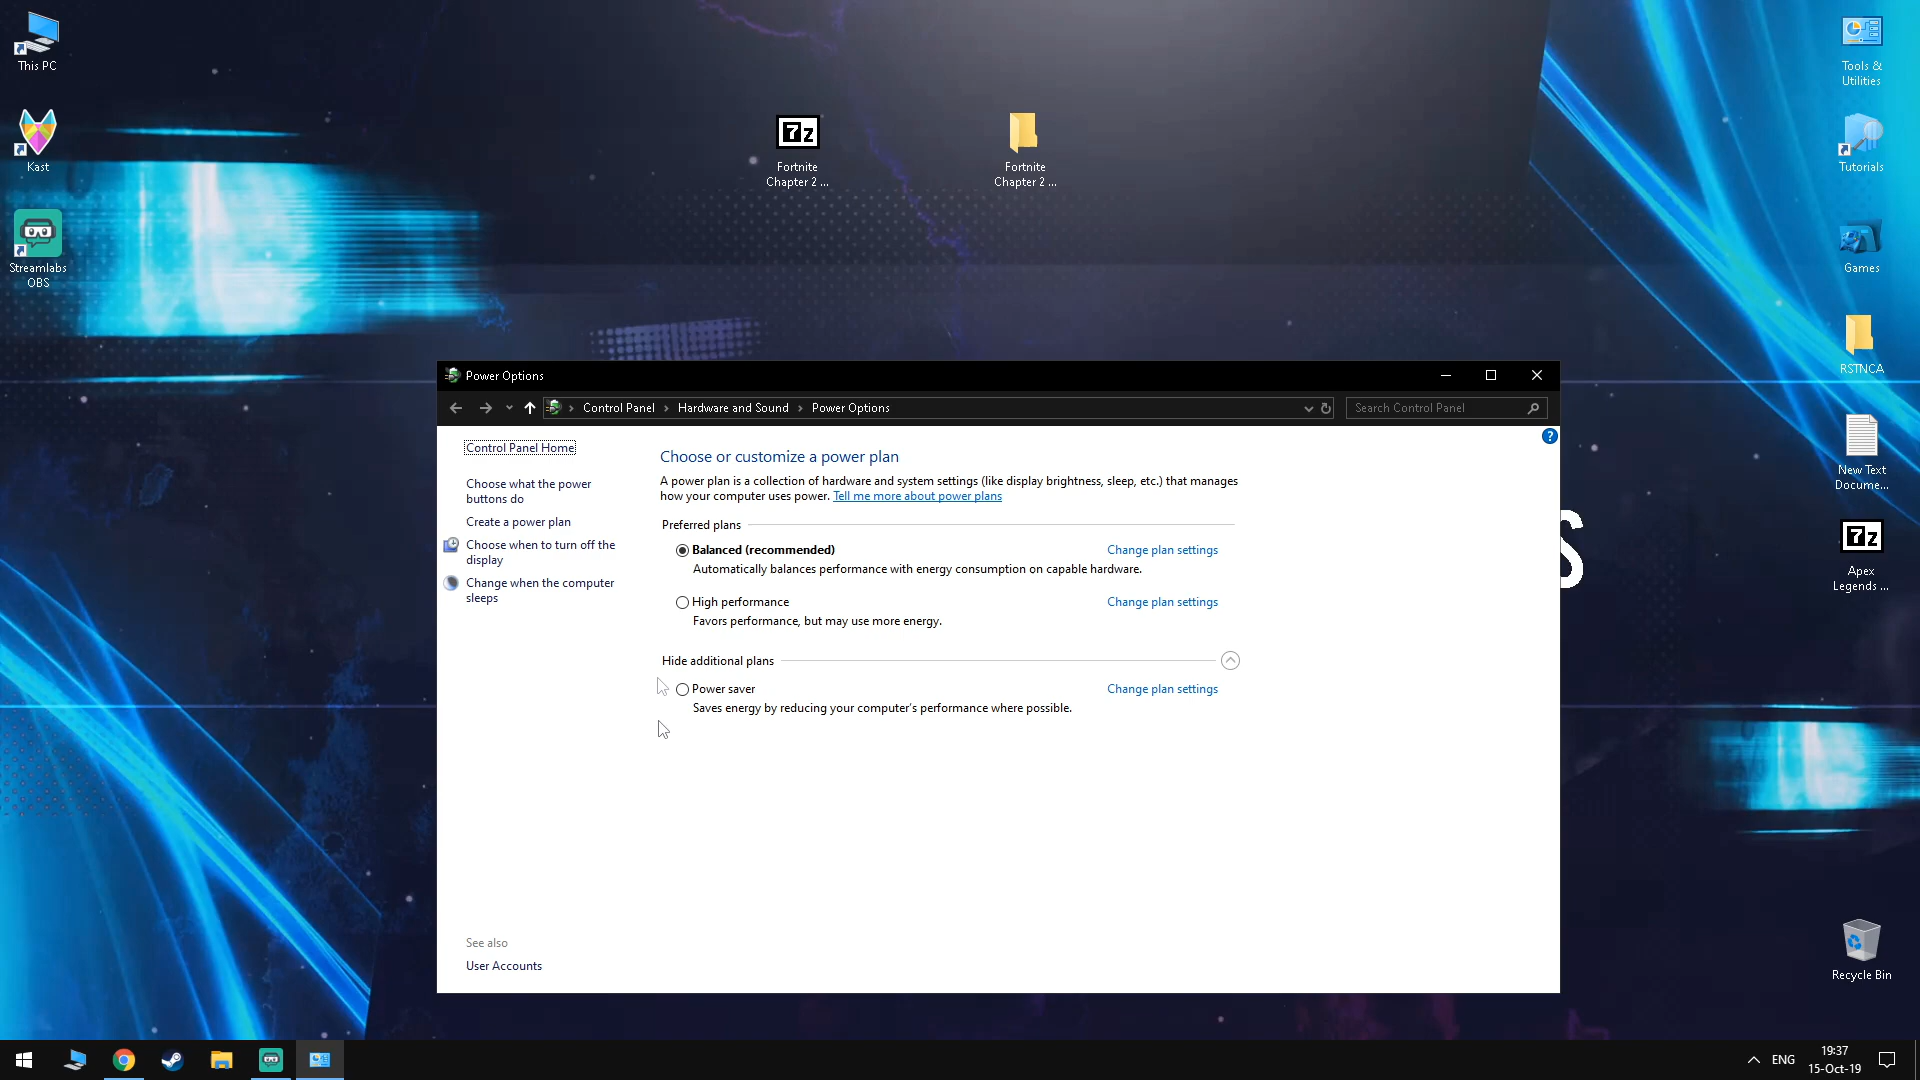 This PC
Kast
Streamlabs
OBS
Fortnite
Chapter 2 ...
Fortnite
Chapter 2 ...
Tools &
Utilities
Tutorials
Games
RSTNCA
New Text
Docume...
Apex
Legends ...
Recycle Bin
Power Options
Control Panel
Hardware and Sound
Power Options
Search Control Panel
Control Panel Home
Choose what the power
buttons do
Create a power plan
Choose when to turn off the
display
Change when the computer
sleeps
Choose or customize a power plan
A power plan is a collection of hardware and system settings (like display brightness, sleep, etc.) that manages
how your computer uses power. Tell me more about power plans
Preferred plans
Balanced (recommended) Change plan settings
Automatically balances performance with energy consumption on capable hardware.
High performance Change plan settings
Favors performance, but may use more energy.
Hide additional plans
Power saver Change plan settings
Saves energy by reducing your computer's performance where possible.
See also
User Accounts
7z
7z
S
ENG
19:37
15-Oct-19